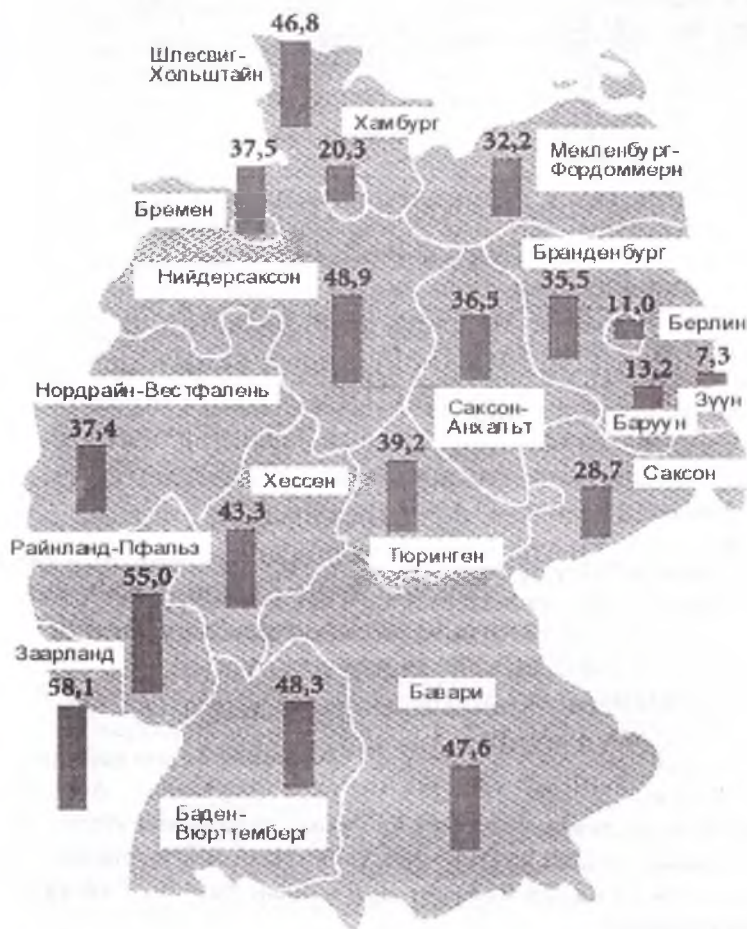 46,8
Шлесвиг-
Хольштайн
Хамбург
37,5
20,3
32,2
Мекленбург-
Фордоммерн
Бремен
Бранденбург
Нийдерсаксон
48,9
36,5
35,5
11,0
Берлин
13,2
7,3
Зүүн
Баруун
Нордрайн-Вестфалень
37,4
Саксон-
Анхальт
39,2
Хессен
28,7
Саксон
43,3
Тюринген
Райнланд-Пфальз
55,0
Заарланд
58,1
48,3
Бавари
47,6
Баден-
Вюрттемберг